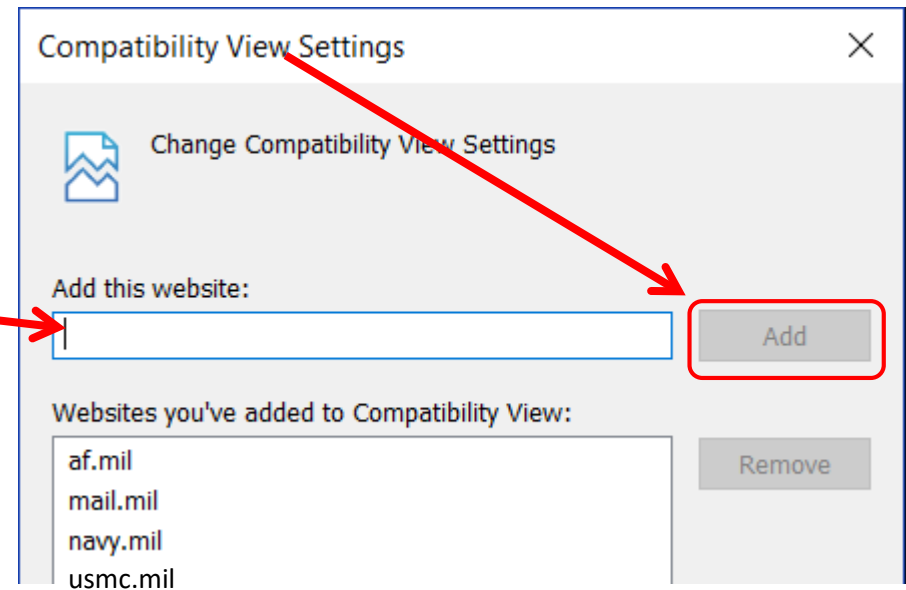 Compatibility View Settings
Change Compatibility View Settings
Add this website:
Add
Websites you've added to Compatibility View:
af.mil
Remove
mail.mil
navy.mil
usmc.mil